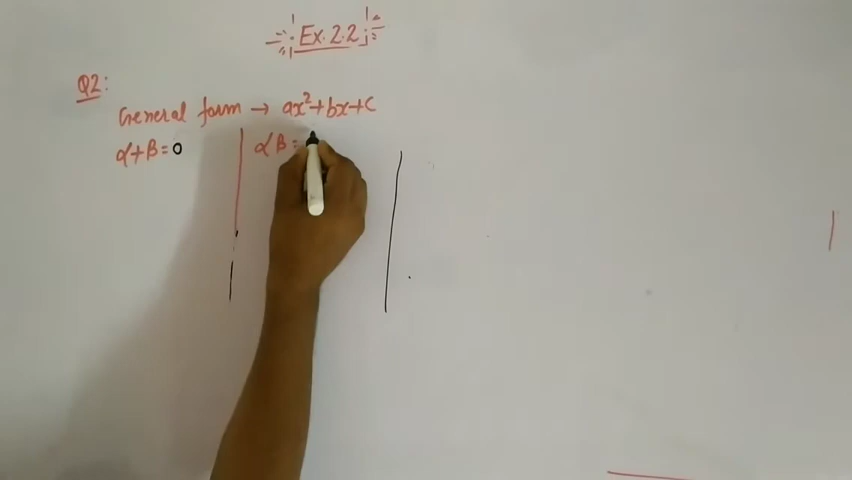 Ex. 2.2
Q2:
General form → ax²+bx+c
α+β=0
αβ=